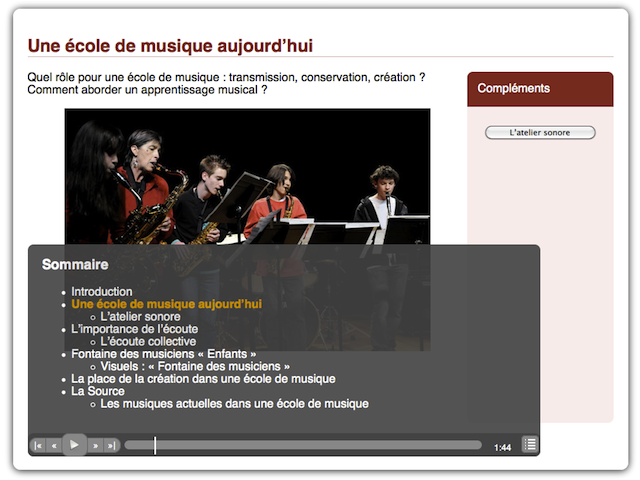 Une école de musique aujourd’hui
Quel rôle pour une école de musique : transmission, conservation, création ?
Comment aborder un apprentissage musical ?
Compléments
L'atelier sonore
Sommaire
Introduction
Une école de musique aujourd’hui
L’atelier sonore
L’importance de l’écoute
L’écoute collective
Fontaine des musiciens « Enfants »
Visuels : « Fontaine des musiciens »
La place de la création dans une école de musique
La Source
Les musiques actuelles dans une école de musique
1:44